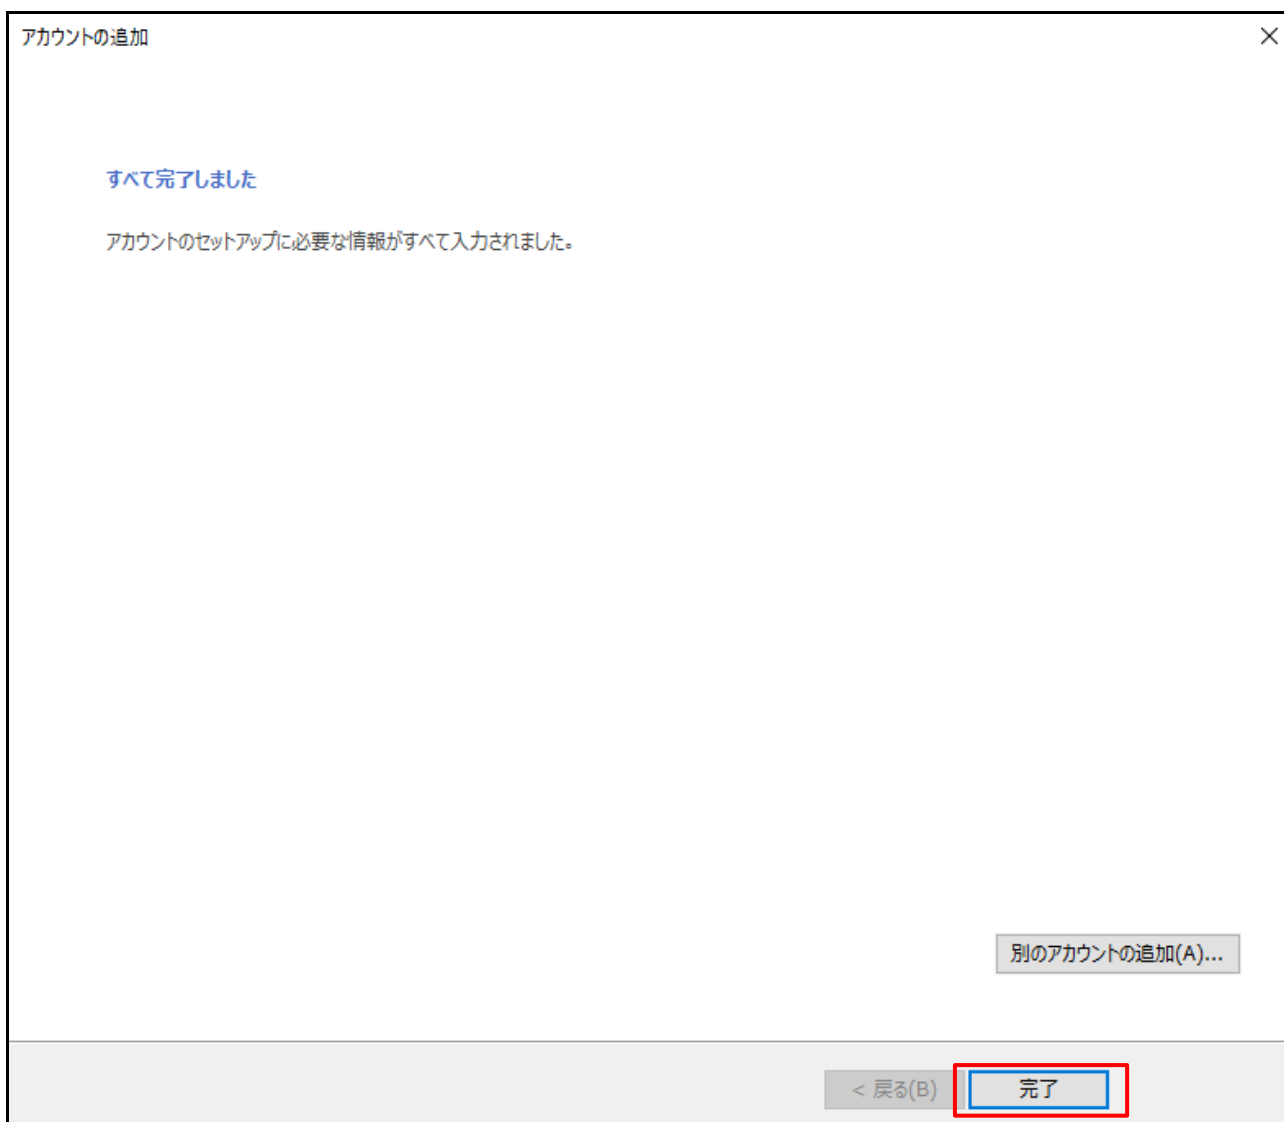 アカウントの追加
すべて完了しました
アカウントのセットアップに必要な情報がすべて入力されました。
別のアカウントの追加(A)...
< 戻る(B)
完了